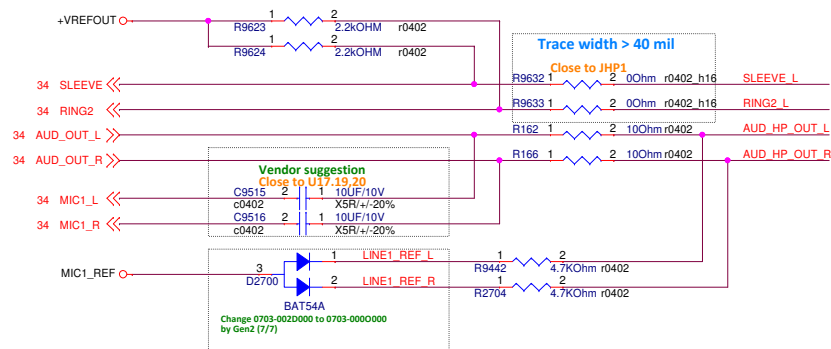 +VREFOUT
1 2
R9623 2.2kOHM r0402
1 2
R9624 2.2kOHM r0402
Trace width > 40 mil
Close to JHP1
34 SLEEVE
R9632 1 2 0Ohm r0402_h16 SLEEVE_L
34 RING2
R9633 1 2 0Ohm r0402_h16 RING2_L
34 AUD_OUT_L
R162 1 2 10Ohm r0402 AUD_HP_OUT_L
34 AUD_OUT_R
R166 1 2 10Ohm r0402 AUD_HP_OUT_R
Vendor suggestion
Close to U17.19,20
34 MIC1_L
C9515 2 1 10UF/10V
c0402 X5R/+/-20%
34 MIC1_R
C9516 2 1 10UF/10V
c0402 X5R/+/-20%
MIC1_REF
3
D2700
1 LINE1_REF_L
1 2
R9442 4.7KOhm r0402
2 LINE1_REF_R
1 2
R2704 4.7KOhm r0402
BAT54A
Change 0703-002D000 to 0703-000O000
by Gen2 (7/7)